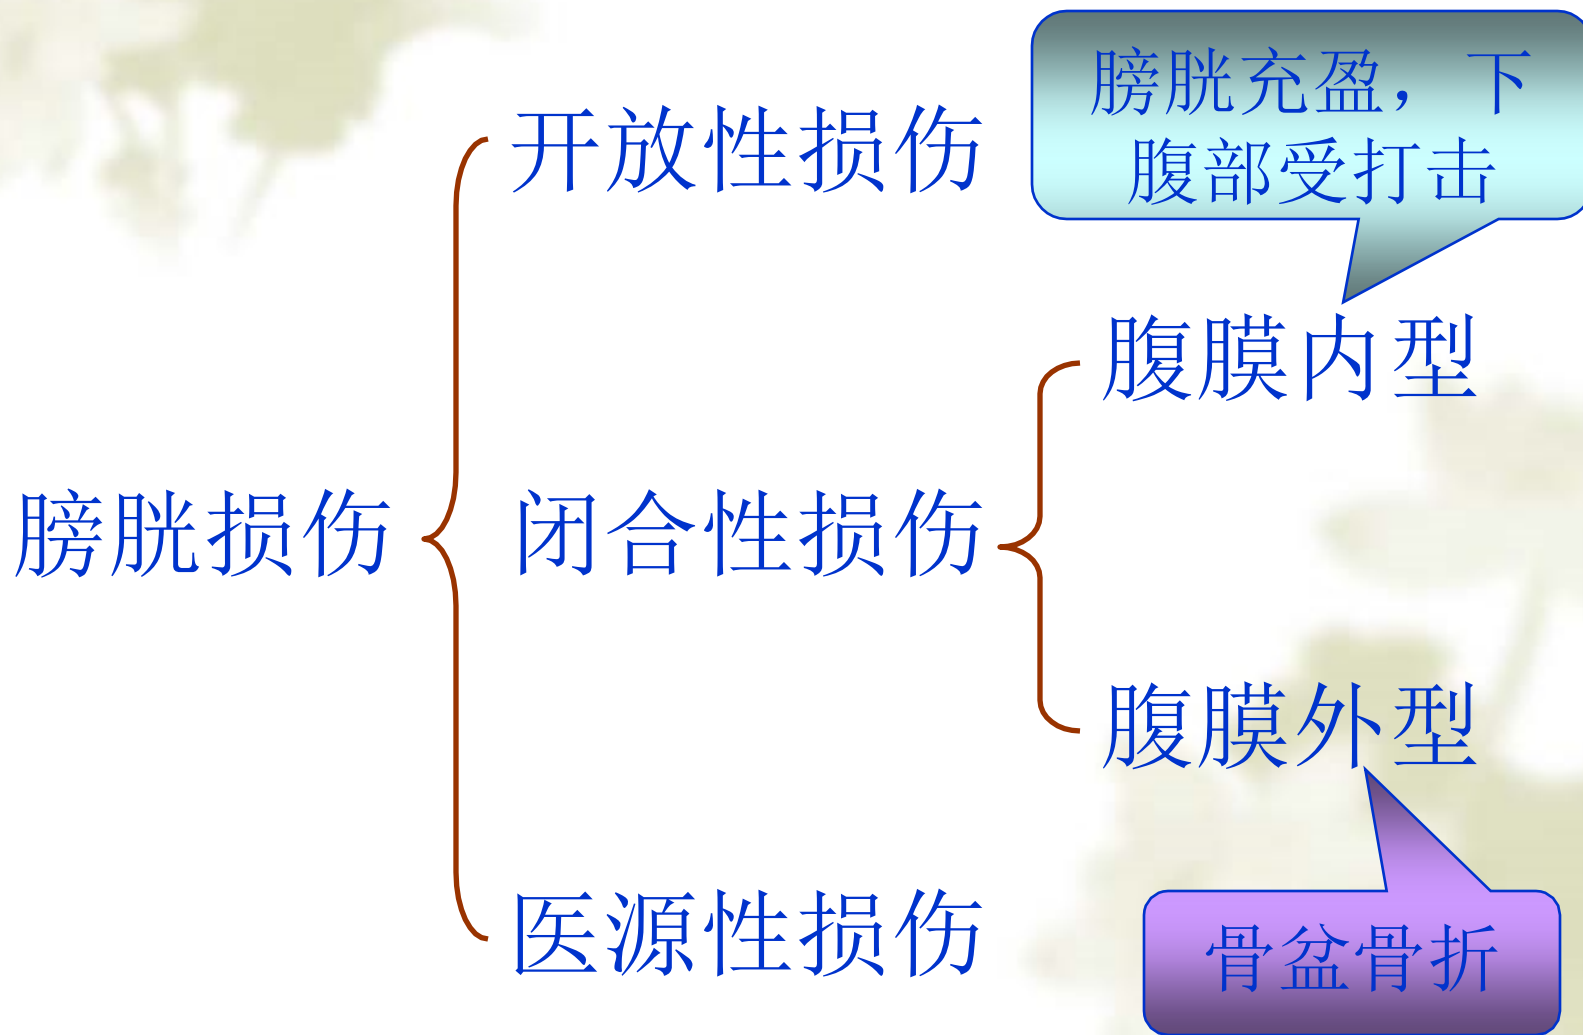 膀胱充盈，下
腹部受打击
开放性损伤
腹膜内型
膀胱损伤
闭合性损伤
腹膜外型
医源性损伤
骨盆骨折